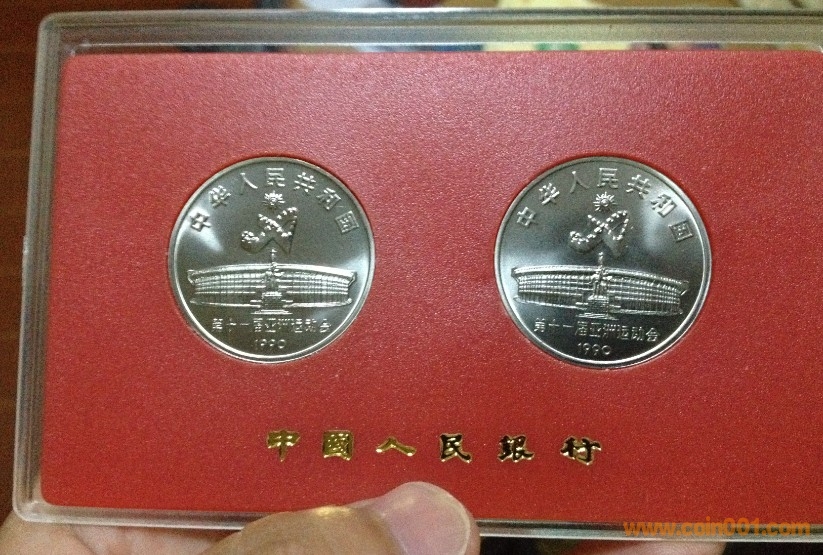 中华人民共和国
第十一届亚洲运动会
1990
中华人民共和国
第十一届亚洲运动会
1990
中國人民銀行
www.coin001.com